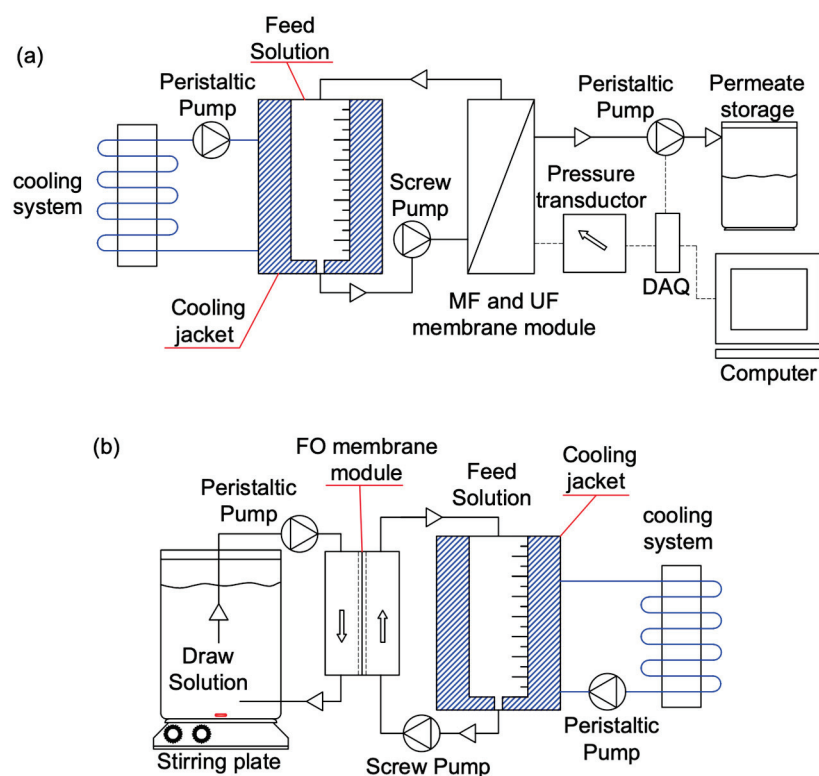 (a)
Feed
Solution
Peristaltic
Pump
Peristaltic
Pump
Permeate
storage
cooling
system
Screw
Pump
Pressure
transductor
DAQ
Cooling
jacket
MF and UF
membrane module
Computer
(b)
FO membrane
module
Peristaltic
Pump
Feed
Solution
Cooling
jacket
cooling
system
Draw
Solution
Peristaltic
Pump
Stirring plate
Screw Pump